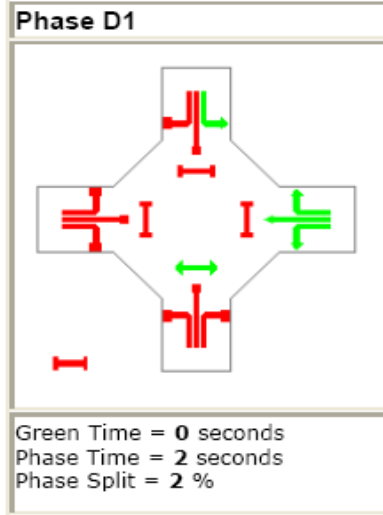 Phase D1
Green Time = 0 seconds
Phase Time = 2 seconds
Phase Split = 2 %